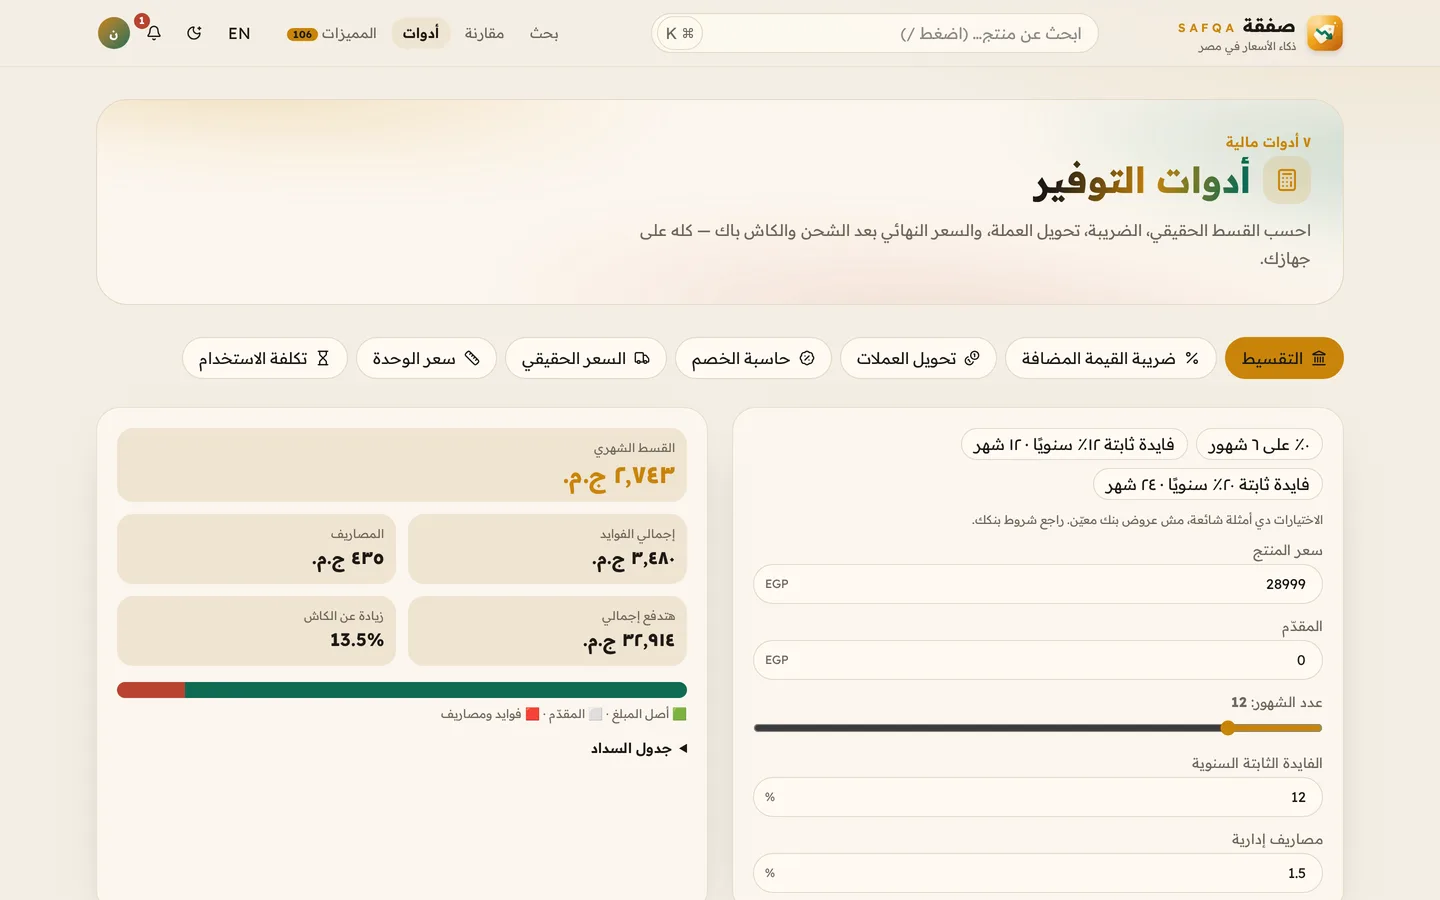 صفقة SAFQA
ذكاء الأسعار في مصر
ابحث عن منتج... (اضغط /)
⌘ K
بحث
مقارنة
أدوات
المميزات 106
EN
1
ن
٧ أدوات مالية
أدوات التوفير
احسب القسط الحقيقي، الضريبة، تحويل العملة، والسعر النهائي بعد الشحن والكاش باك — كله على
جهازك.
التقسيط
ضريبة القيمة المضافة
تحويل العملات
حاسبة الخصم
السعر الحقيقي
سعر الوحدة
تكلفة الاستخدام
٠٪ على ٦ شهور
فايدة ثابتة ١٢٪ سنويًا · ١٢ شهر
فايدة ثابتة ٢٠٪ سنويًا · ٢٤ شهر
الاختيارات دي أمثلة شائعة، مش عروض بنك معيّن. راجع شروط بنكك.
سعر المنتج
28999 EGP
المقدّم
0 EGP
عدد الشهور: 12
الفايدة الثابتة السنوية
12 %
مصاريف إدارية
1.5 %
القسط الشهري
٢,٧٤٣ ج.م.
إجمالي الفوايد
٣,٤٨٠ ج.م.
المصاريف
٤٣٥ ج.م.
هتدفع إجمالي
٣٢,٩١٤ ج.م.
زيادة عن الكاش
13.5%
🟩 أصل المبلغ · ⬜ المقدّم · 🟥 فوايد ومصاريف
◀ جدول السداد